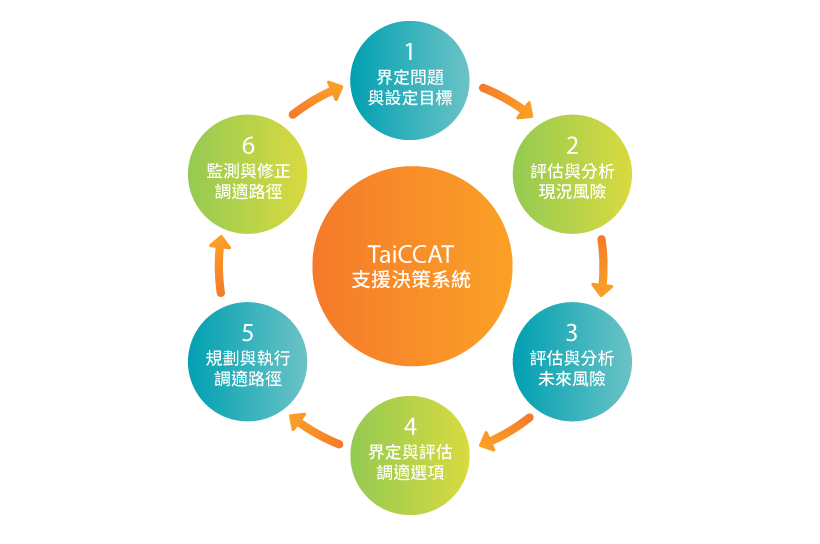 1
界定問題
與設定目標
2
評估與分析
現況風險
3
評估與分析
未來風險
4
界定與評估
調適選項
5
規劃與執行
調適路徑
6
監測與修正
調適路徑
TaiCCAT
支援決策系統